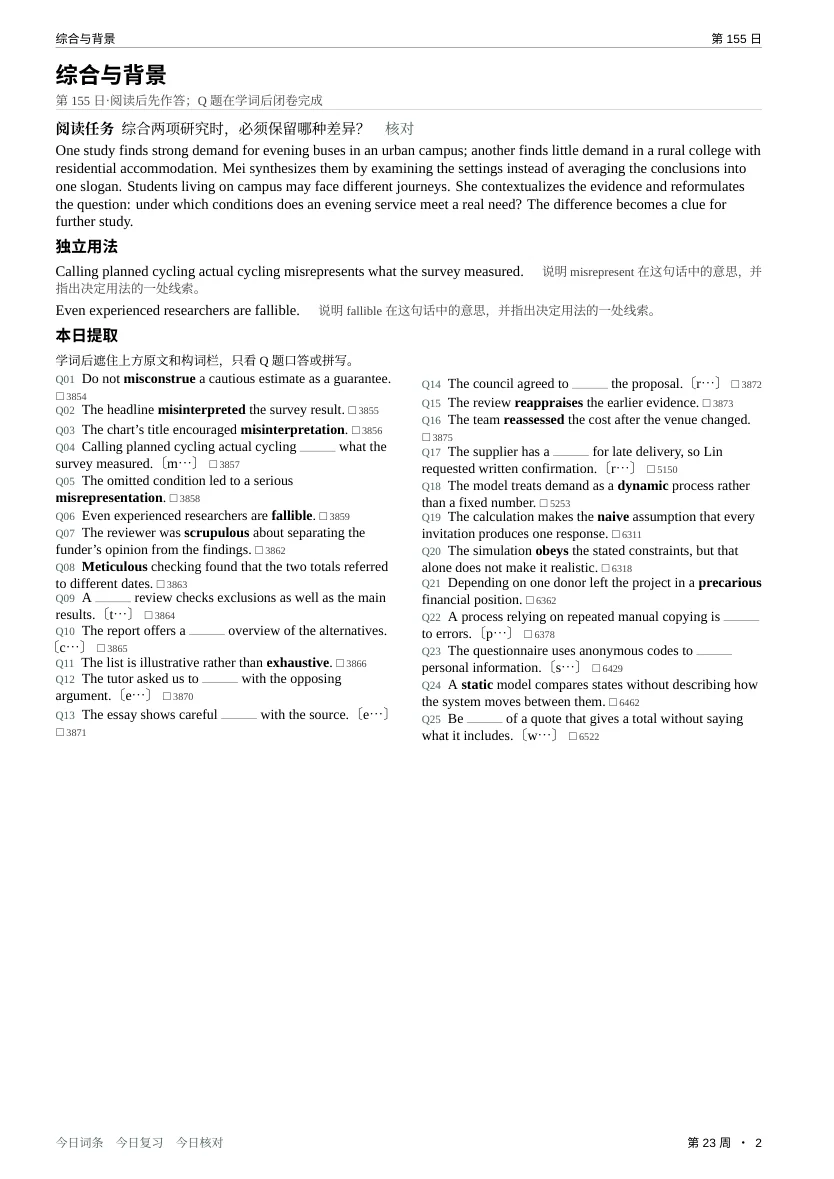 综合与背景
第 155 日
综合与背景
第 155 日·阅读后先作答；Q 题在学词后闭卷完成
阅读任务 综合两项研究时，必须保留哪种差异？ 核对
One study finds strong demand for evening buses in an urban campus; another finds little demand in a rural college with
residential accommodation. Mei synthesizes them by examining the settings instead of averaging the conclusions into
one slogan. Students living on campus may face different journeys. She contextualizes the evidence and reformulates
the question: under which conditions does an evening service meet a real need? The difference becomes a clue for
further study.
独立用法
Calling planned cycling actual cycling misrepresents what the survey measured. 说明 misrepresent 在这句话中的意思，并
指出决定用法的一处线索。
Even experienced researchers are fallible. 说明 fallible 在这句话中的意思，并指出决定用法的一处线索。
本日提取
学词后遮住上方原文和构词栏，只看 Q 题口答或拼写。
Q01 Do not misconstrue a cautious estimate as a guarantee.
□ 3854
Q02 The headline misinterpreted the survey result. □ 3855
Q03 The chart’s title encouraged misinterpretation. □ 3856
Q04 Calling planned cycling actual cycling _____ what the
survey measured.〔m···〕 □ 3857
Q05 The omitted condition led to a serious
misrepresentation. □ 3858
Q06 Even experienced researchers are fallible. □ 3859
Q07 The reviewer was scrupulous about separating the
funder’s opinion from the findings. □ 3862
Q08 Meticulous checking found that the two totals referred
to different dates. □ 3863
Q09 A _____ review checks exclusions as well as the main
results.〔t···〕 □ 3864
Q10 The report offers a _____ overview of the alternatives.
〔c···〕 □ 3865
Q11 The list is illustrative rather than exhaustive. □ 3866
Q12 The tutor asked us to _____ with the opposing
argument.〔e···〕 □ 3870
Q13 The essay shows careful _____ with the source.〔e···〕
□ 3871
Q14 The council agreed to _____ the proposal.〔r···〕 □ 3872
Q15 The review reappraises the earlier evidence. □ 3873
Q16 The team reassessed the cost after the venue changed.
□ 3875
Q17 The supplier has a _____ for late delivery, so Lin
requested written confirmation.〔r···〕 □ 5150
Q18 The model treats demand as a dynamic process rather
than a fixed number. □ 5253
Q19 The calculation makes the naive assumption that every
invitation produces one response. □ 6311
Q20 The simulation obeys the stated constraints, but that
alone does not make it realistic. □ 6318
Q21 Depending on one donor left the project in a precarious
financial position. □ 6362
Q22 A process relying on repeated manual copying is _____
to errors.〔p···〕 □ 6378
Q23 The questionnaire uses anonymous codes to _____
personal information.〔s···〕 □ 6429
Q24 A static model compares states without describing how
the system moves between them. □ 6462
Q25 Be _____ of a quote that gives a total without saying
what it includes.〔w···〕 □ 6522
今日词条 今日复习 今日核对
第 23 周 · 2